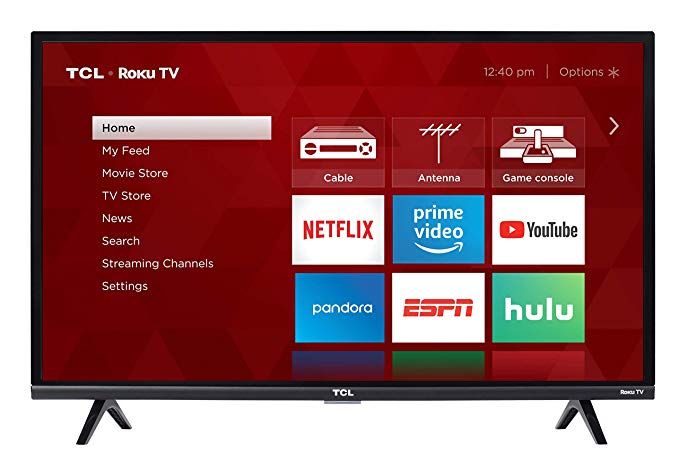 TCL • Roku TV
12:40 pm | Options ✳
Home
My Feed
Movie Store
TV Store
News
Search
Streaming Channels
Settings
Cable
Antenna
Game console
NETFLIX
prime video
YouTube
pandora
ESPN
hulu
TCL
Roku TV